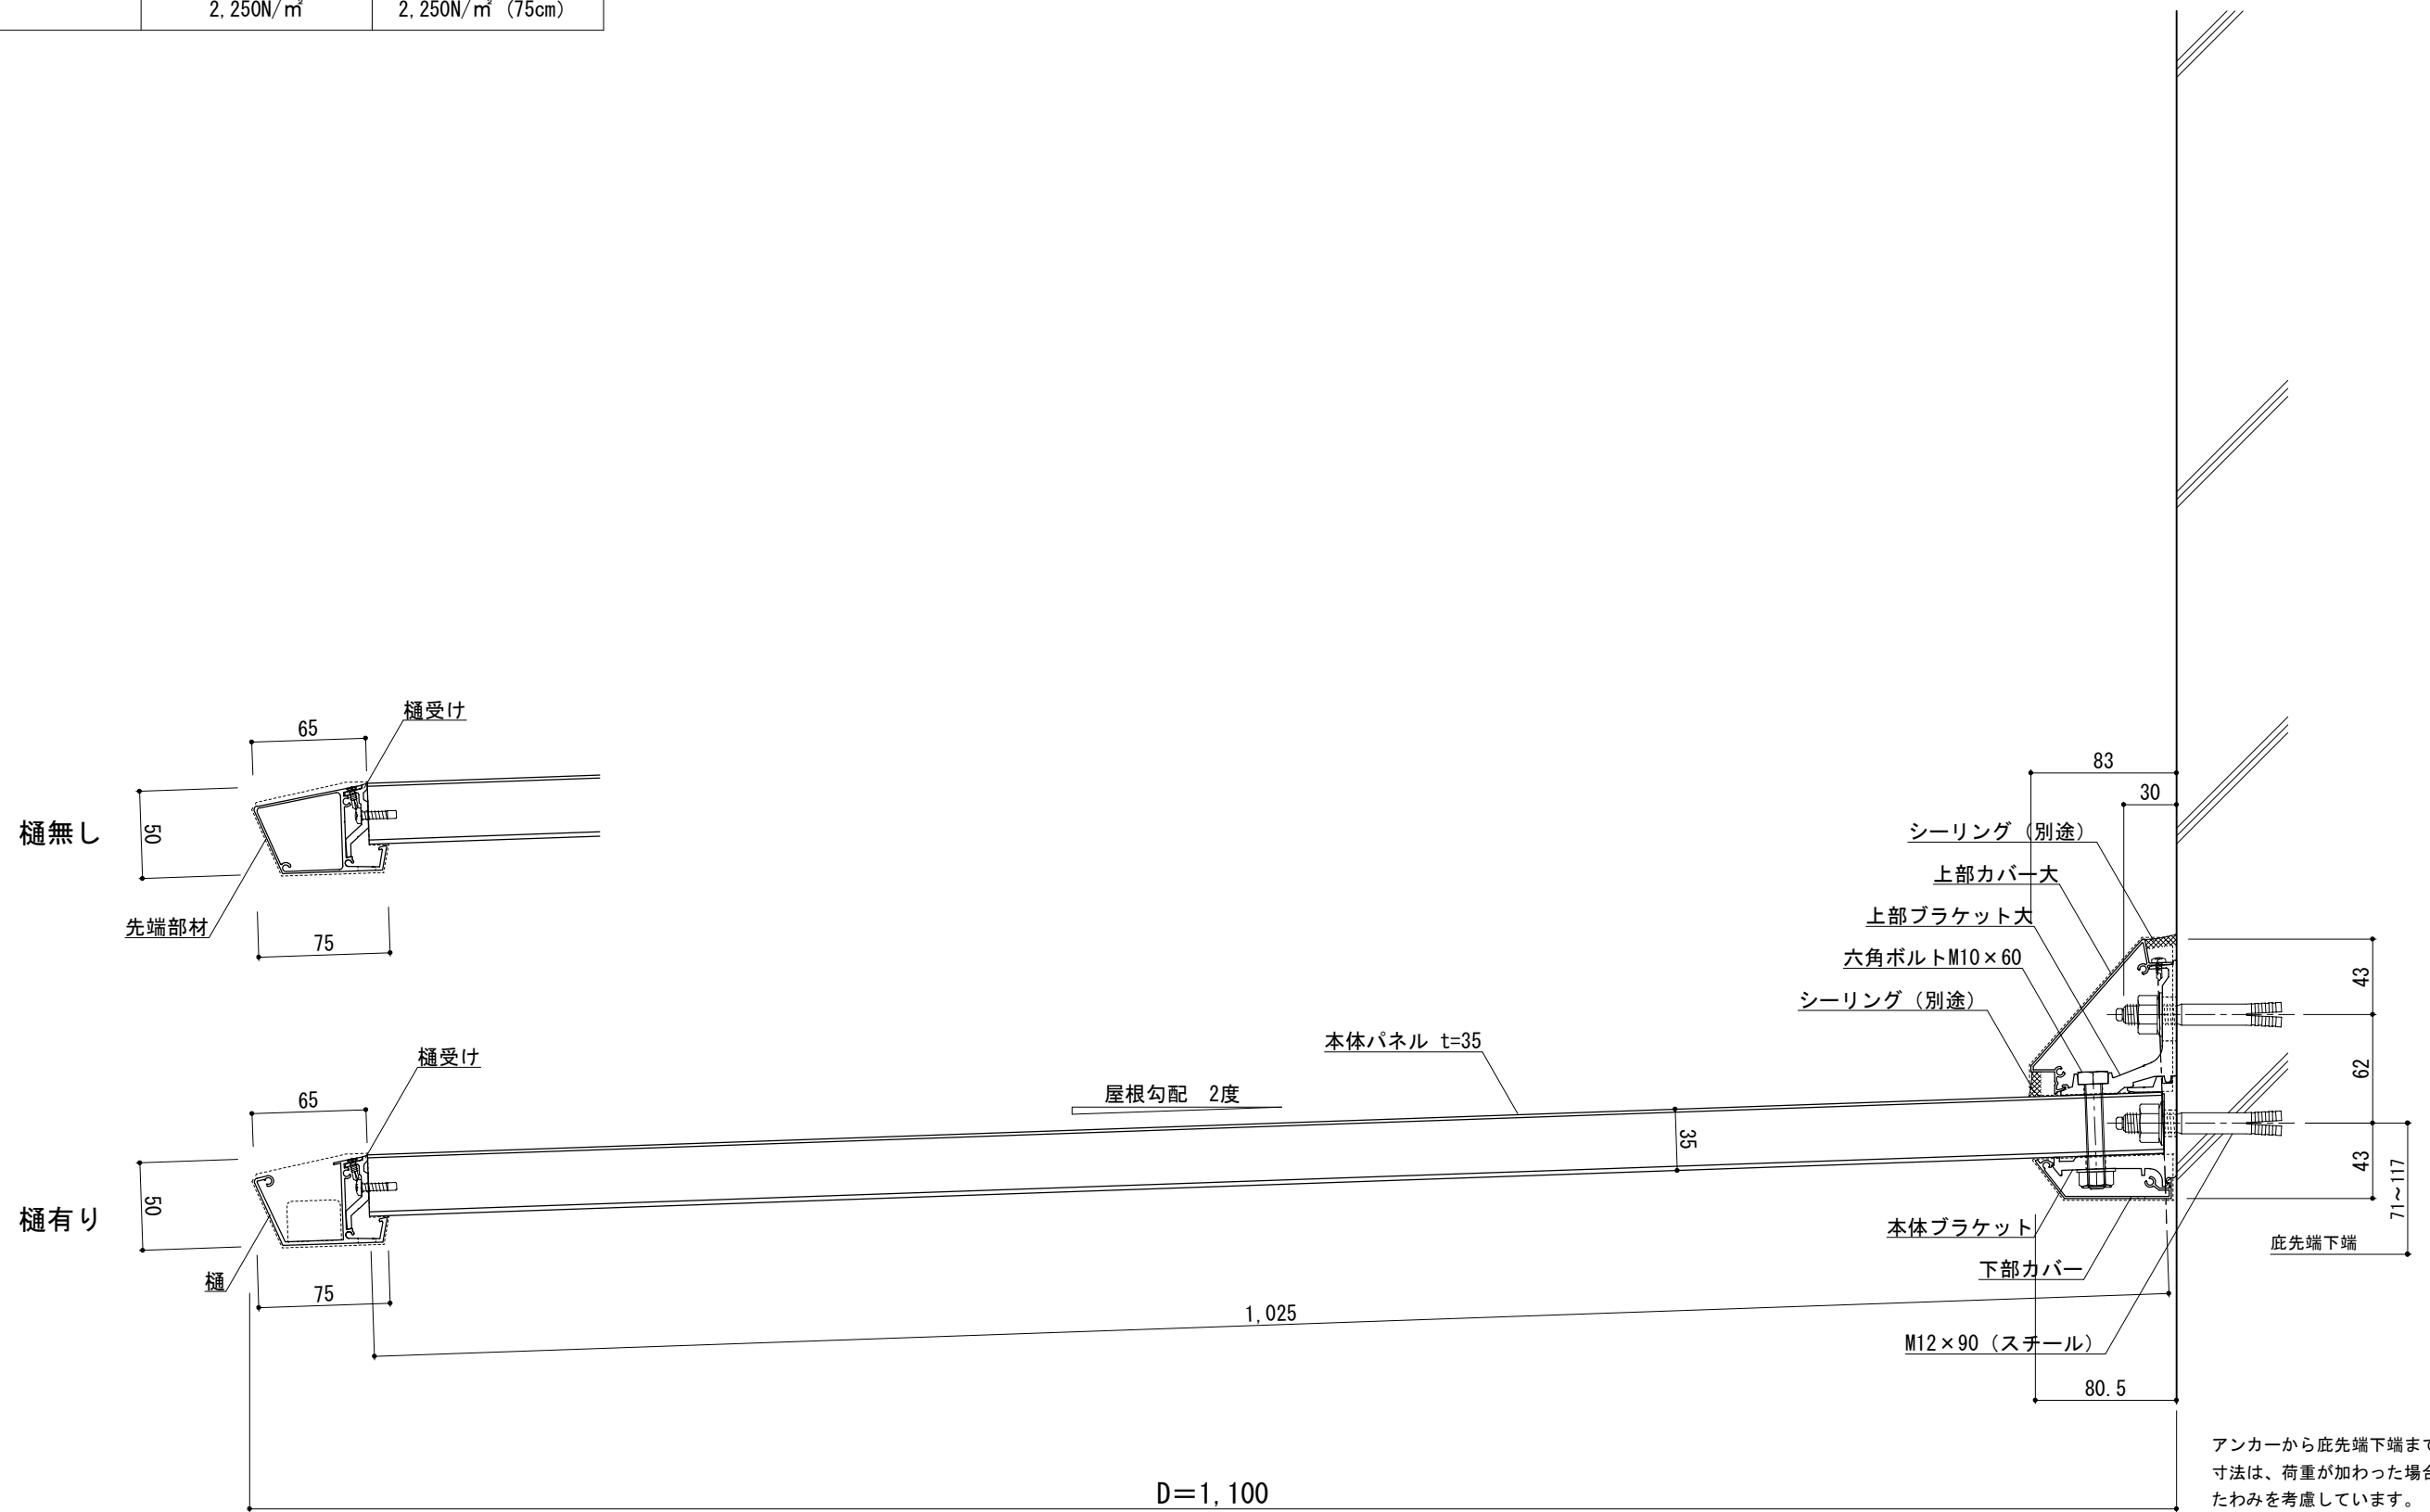 2,250N/㎡ 2,250N/㎡ (75cm)
樋受け
65
83
30
樋無し
50
シーリング（別途）
上部カバー大
上部ブラケット大
先端部材
75
六角ボルトM10×60
43
シーリング（別途）
本体パネル t=35
樋受け
屋根勾配 2度
62
65
35
43
71~117
樋有り
50
本体ブラケット
庇先端下端
下部カバー
樋
75
1,025
M12×90（スチール）
80.5
アンカーから庇先端下端まで
寸法は、荷重が加わった場合
たわみを考慮しています。
D=1,100